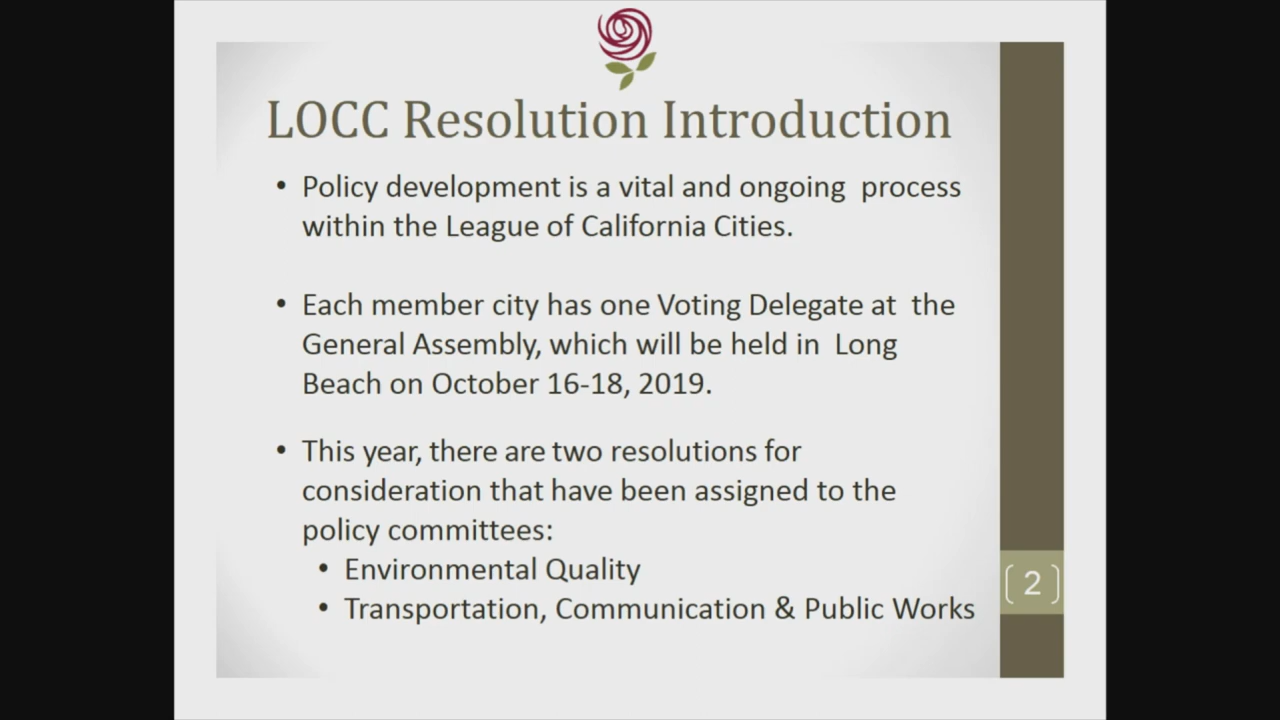 LOCC Resolution Introduction
• Policy development is a vital and ongoing process
within the League of California Cities.
• Each member city has one Voting Delegate at the
General Assembly, which will be held in Long
Beach on October 16-18, 2019.
• This year, there are two resolutions for
consideration that have been assigned to the
policy committees:
• Environmental Quality
• Transportation, Communication & Public Works
2